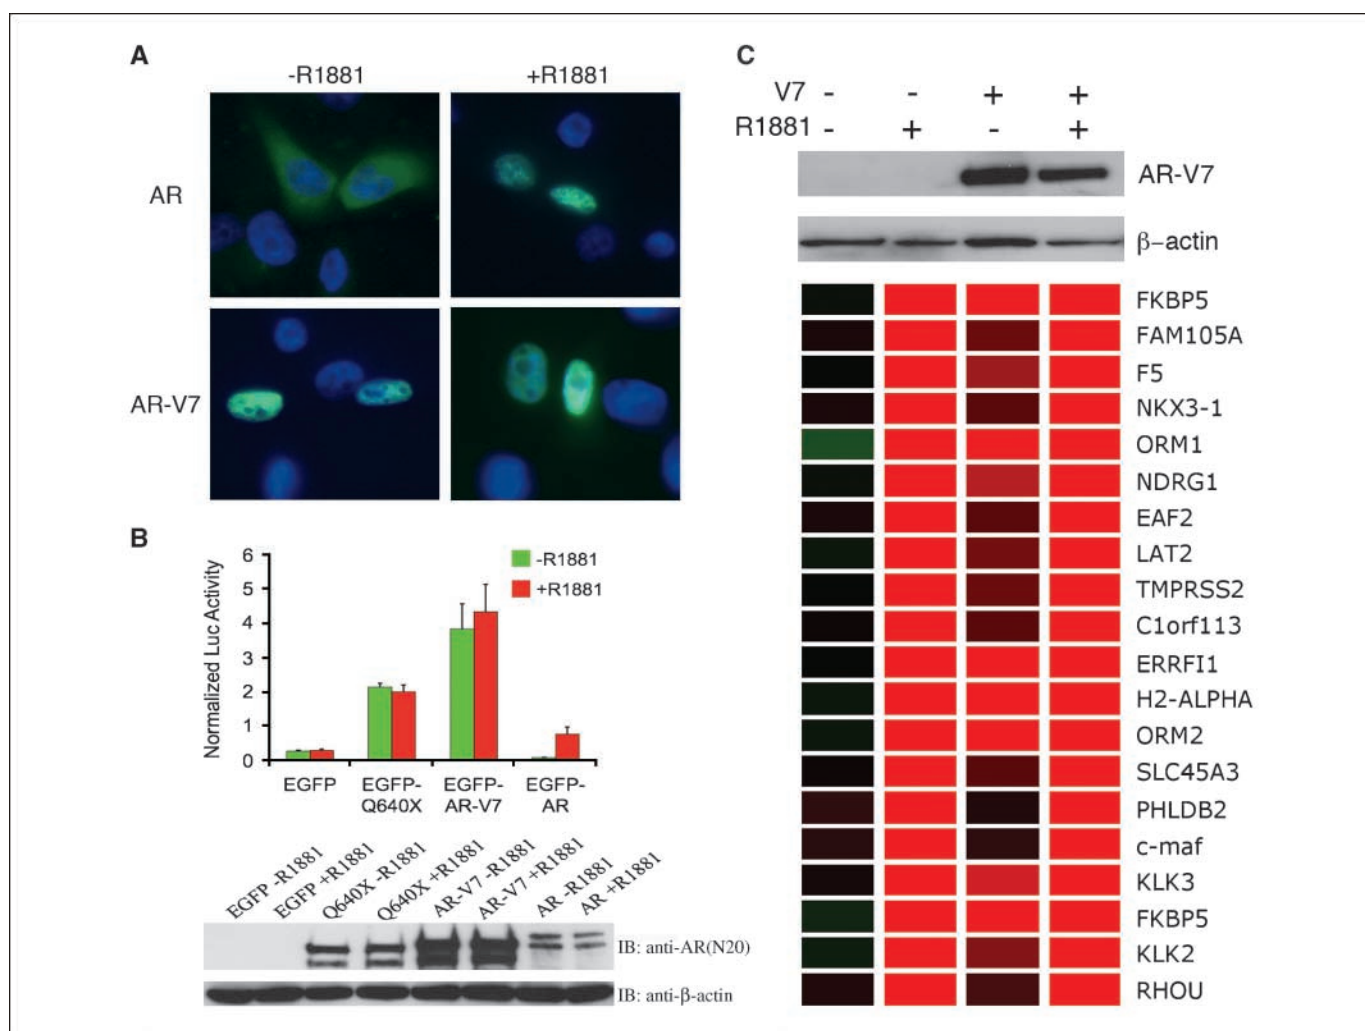 A
-R1881 +R1881
AR
AR-V7
B
Normalized Luc Activity
6
5
4
3
2
1
0
-R1881
+R1881
EGFP
EGFP-
Q640X
EGFP-
AR-V7
EGFP-
AR
EGFP -R1881
EGFP +R1881
Q640X -R1881
Q640X +R1881
AR-V7 -R1881
AR-V7 +R1881
AR -R1881
AR +R1881
IB: anti-AR(N20)
IB: anti-β-actin
C
V7 - - + +
R1881 - + - +
AR-V7
β-actin
FKBP5
FAM105A
F5
NKX3-1
ORM1
NDRG1
EAF2
LAT2
TMPRSS2
C1orf113
ERRFI1
H2-ALPHA
ORM2
SLC45A3
PHLDB2
c-maf
KLK3
FKBP5
KLK2
RHOU